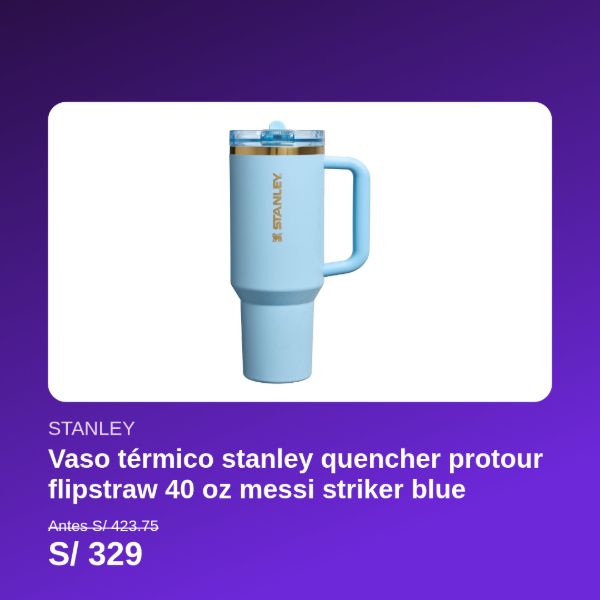 STANLEY
STANLEY
Vaso térmico stanley quencher protour
flipstraw 40 oz messi striker blue
Antes S/ 423.75
S/ 329